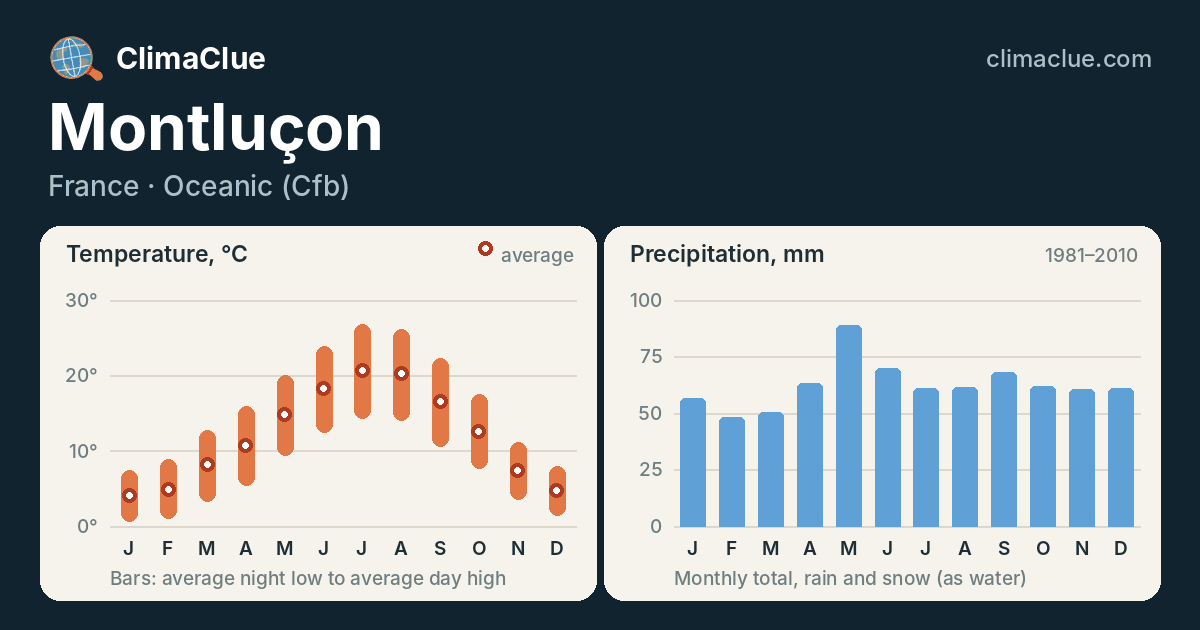 ClimaClue
climaclue.com
Montluçon
France · Oceanic (Cfb)
Temperature, °C
average
30°
20°
10°
0°
J F M A M J J A S O N D
Bars: average night low to average day high
Precipitation, mm
1981–2010
100
75
50
25
0
J F M A M J J A S O N D
Monthly total, rain and snow (as water)